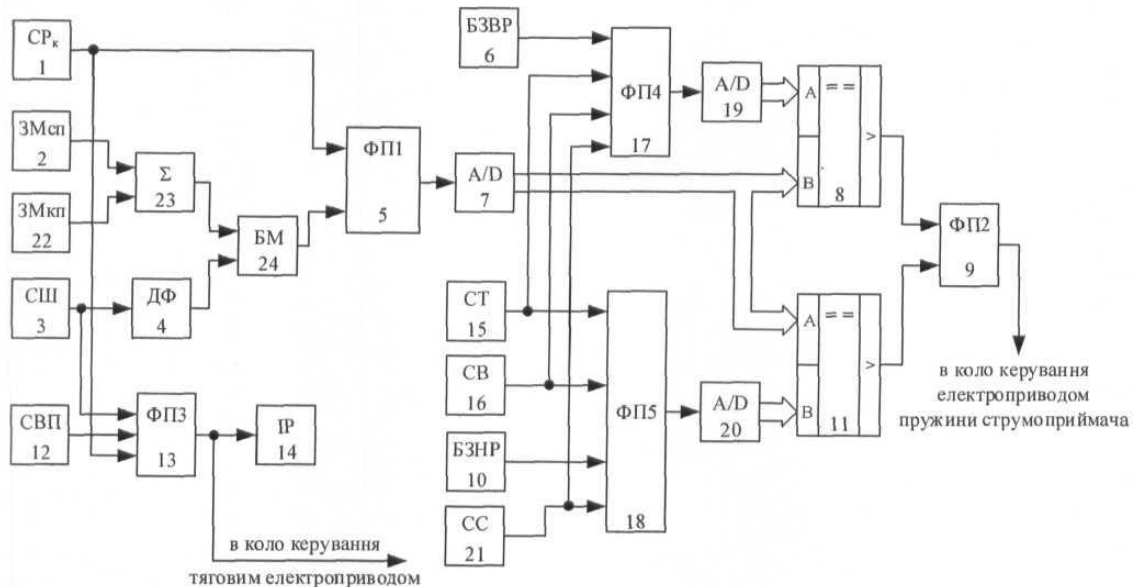 СРк
1
ЗМсп
2
ЗМкп
22
СШ
3
СВП
12
Σ
23
ДФ
4
БМ
24
ФП3
13
ІР
14
в коло керування
тяговим електроприводом
ФП1
5
A/D
7
БЗВР
6
ФП4
17
A/D
19
A
B
==
8
>
СТ
15
СВ
16
БЗНР
10
СС
21
ФП5
18
A/D
20
A
B
==
11
>
ФП2
9
в коло керування
електроприводом
пружини струмоприймача